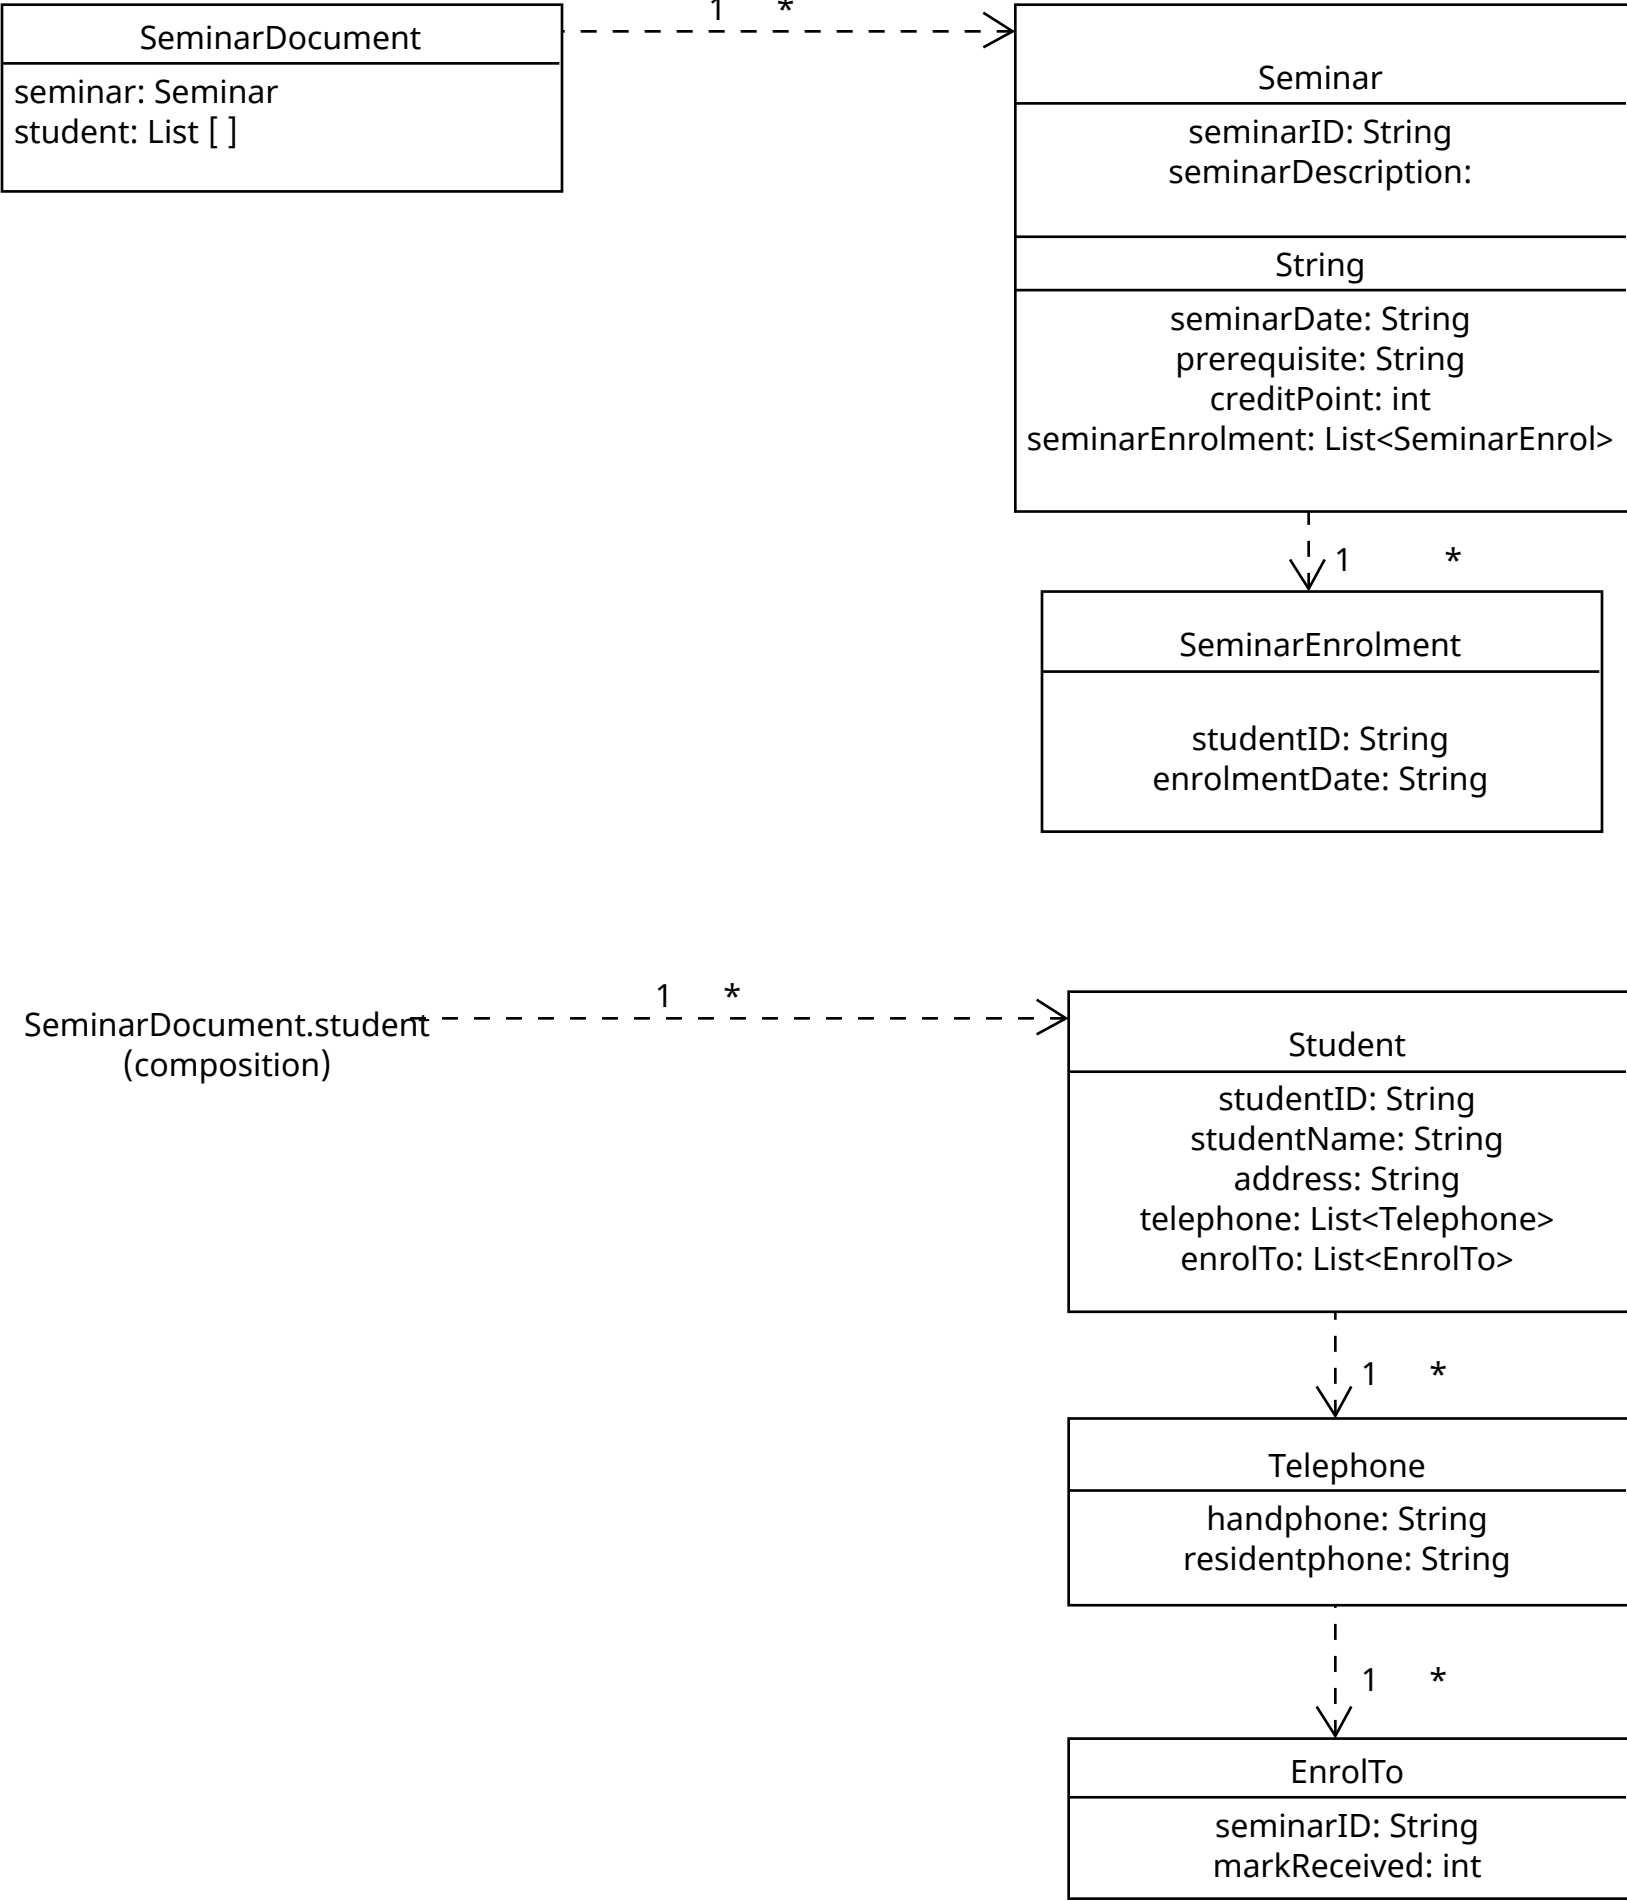 1 *
SeminarDocument
seminar: Seminar
student: List [ ]
Seminar
seminarID: String
seminarDescription:
String
seminarDate: String
prerequisite: String
creditPoint: int
seminarEnrolment: List<SeminarEnrol>
1 *
SeminarEnrolment
studentID: String
enrolmentDate: String
1 *
SeminarDocument.student
(composition)
Student
studentID: String
studentName: String
address: String
telephone: List<Telephone>
enrolTo: List<EnrolTo>
1 *
Telephone
handphone: String
residentphone: String
1 *
EnrolTo
seminarID: String
markReceived: int